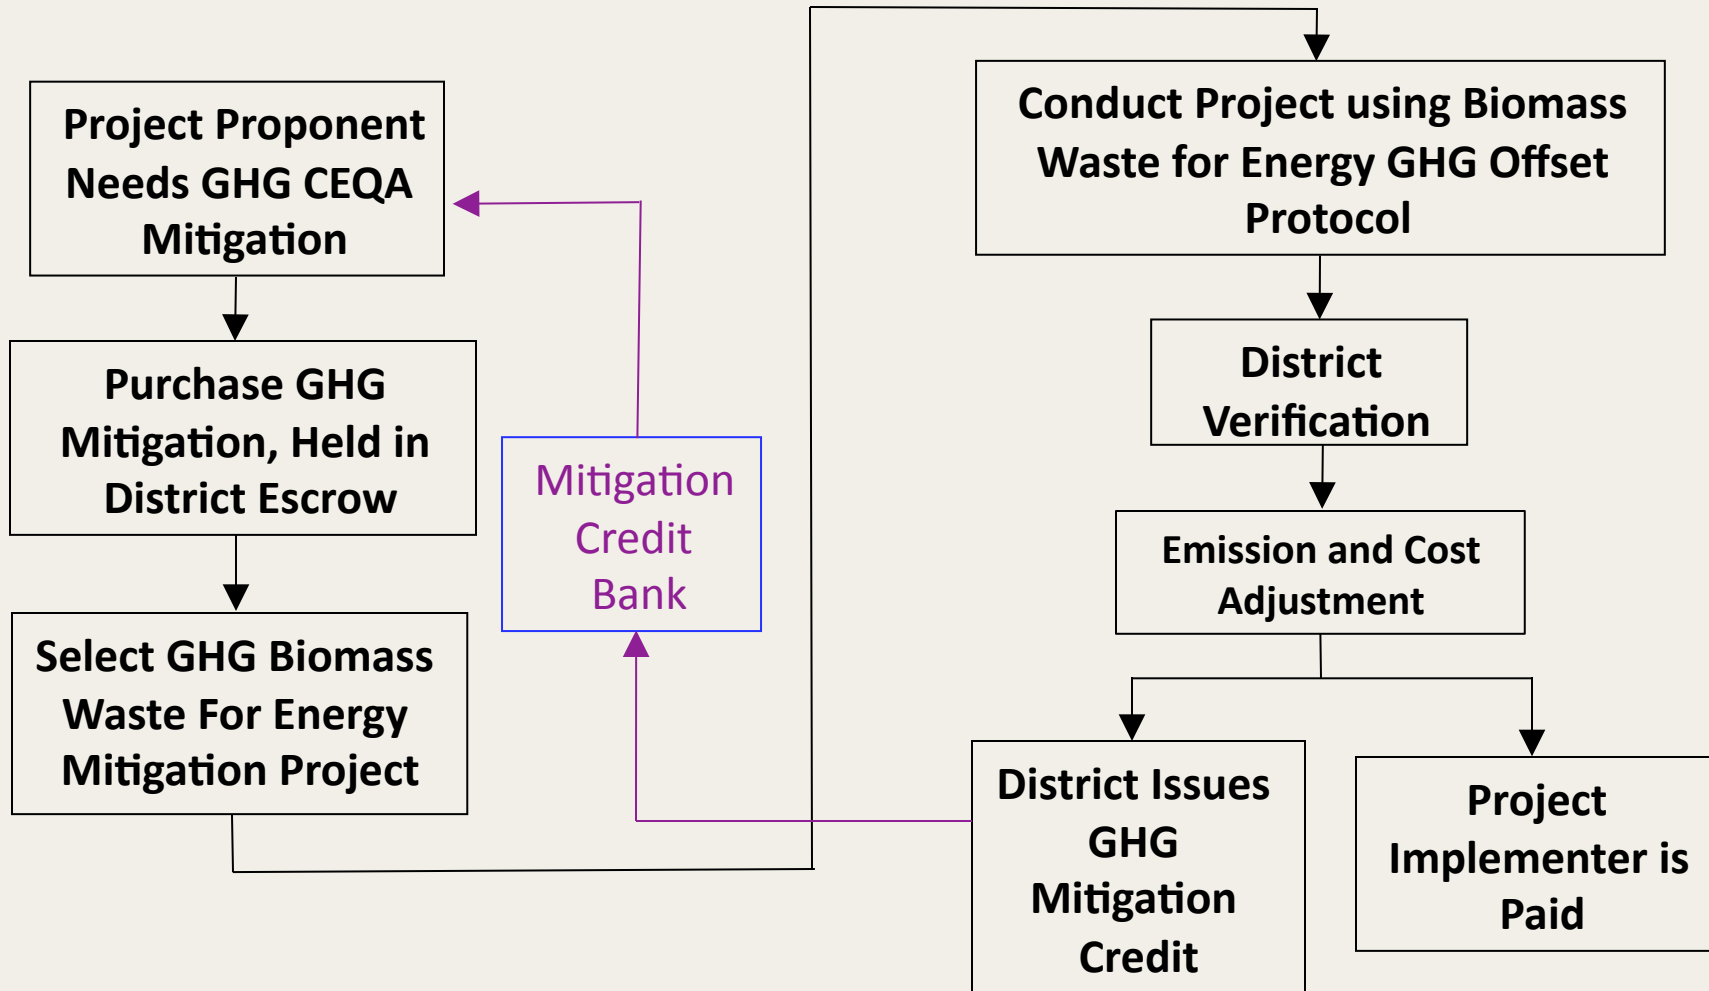 Project Proponent
Needs GHG CEQA
Mitigation
Purchase GHG
Mitigation, Held in
District Escrow
Select GHG Biomass
Waste For Energy
Mitigation Project
Mitigation
Credit
Bank
Conduct Project using Biomass
Waste for Energy GHG Offset
Protocol
District
Verification
Emission and Cost
Adjustment
District Issues
GHG
Mitigation
Credit
Project
Implementer is
Paid